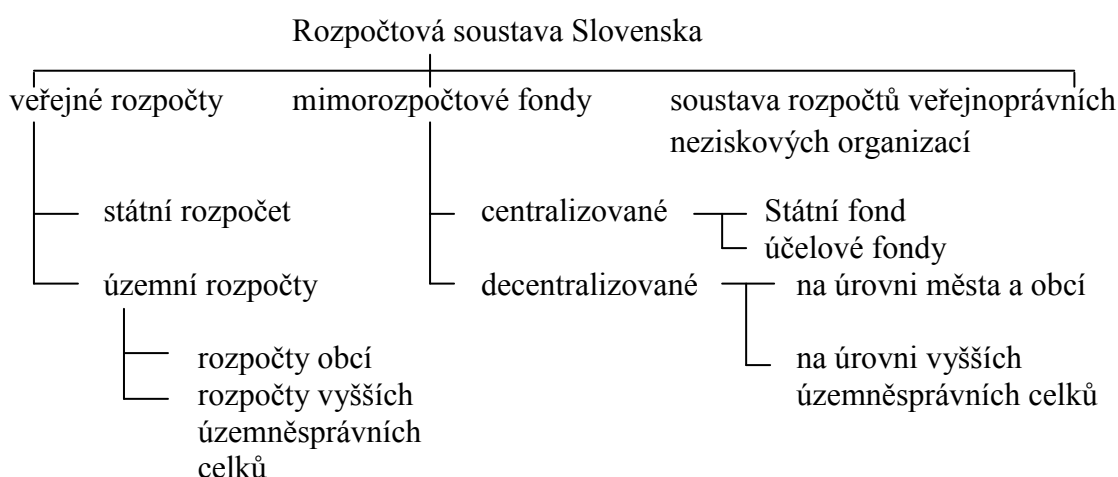 Rozpočtová soustava Slovenska
veřejné rozpočty
mimorozpočtové fondy
soustava rozpočtů veřejnoprávních
neziskových organizací
státní rozpočet
centralizované
Státní fond
účelové fondy
územní rozpočty
decentralizované
na úrovni města a obcí
rozpočty obcí
na úrovni vyšších
rozpočty vyšších
územněsprávních celků
územněsprávních
celků